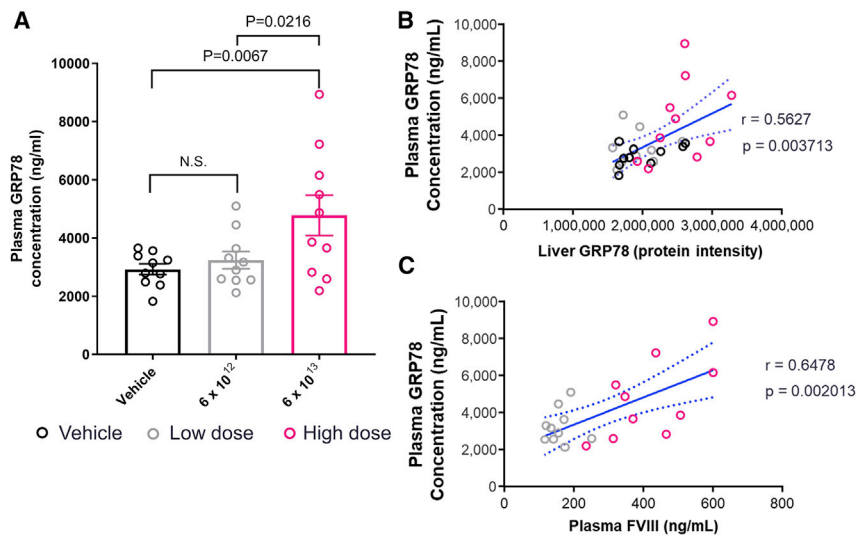 A
P=0.0216
P=0.0067
N.S.
Plasma GRP78
concentration (ng/ml)
10000
8000
6000
4000
2000
0
Vehicle
6 x 10¹²
6 x 10¹³
Vehicle
Low dose
High dose
B
Plasma GRP78
Concentration (ng/mL)
10,000
8,000
6,000
4,000
2,000
0
r = 0.5627
p = 0.003713
0 1,000,000 2,000,000 3,000,000 4,000,000
Liver GRP78 (protein intensity)
C
Plasma GRP78
Concentration (ng/mL)
10,000
8,000
6,000
4,000
2,000
0
r = 0.6478
p = 0.002013
0 200 400 600 800
Plasma FVIII (ng/mL)